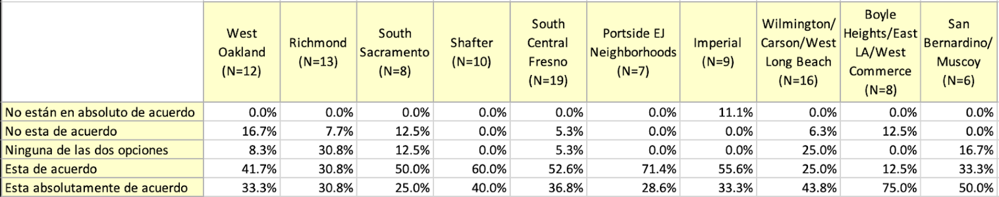 West Oakland (N=12) Richmond (N=13) South Sacramento (N=8) Shafter (N=10) South Central Fresno (N=19) Portside EJ Neighborhoods (N=7) Imperial (N=9) Wilmington/ Carson/West Long Beach (N=16) Boyle Heights/East LA/West Commerce (N=8) San Bernardino/ Muscoy (N=6)
No están en absoluto de acuerdo 0.0% 0.0% 0.0% 0.0% 0.0% 0.0% 11.1% 0.0% 0.0% 0.0%
No esta de acuerdo 16.7% 7.7% 12.5% 0.0% 5.3% 0.0% 0.0% 6.3% 12.5% 0.0%
Ninguna de las dos opciones 8.3% 30.8% 12.5% 0.0% 5.3% 0.0% 0.0% 25.0% 0.0% 16.7%
Esta de acuerdo 41.7% 30.8% 50.0% 60.0% 52.6% 71.4% 55.6% 25.0% 12.5% 33.3%
Esta absolutamente de acuerdo 33.3% 30.8% 25.0% 40.0% 36.8% 28.6% 33.3% 43.8% 75.0% 50.0%